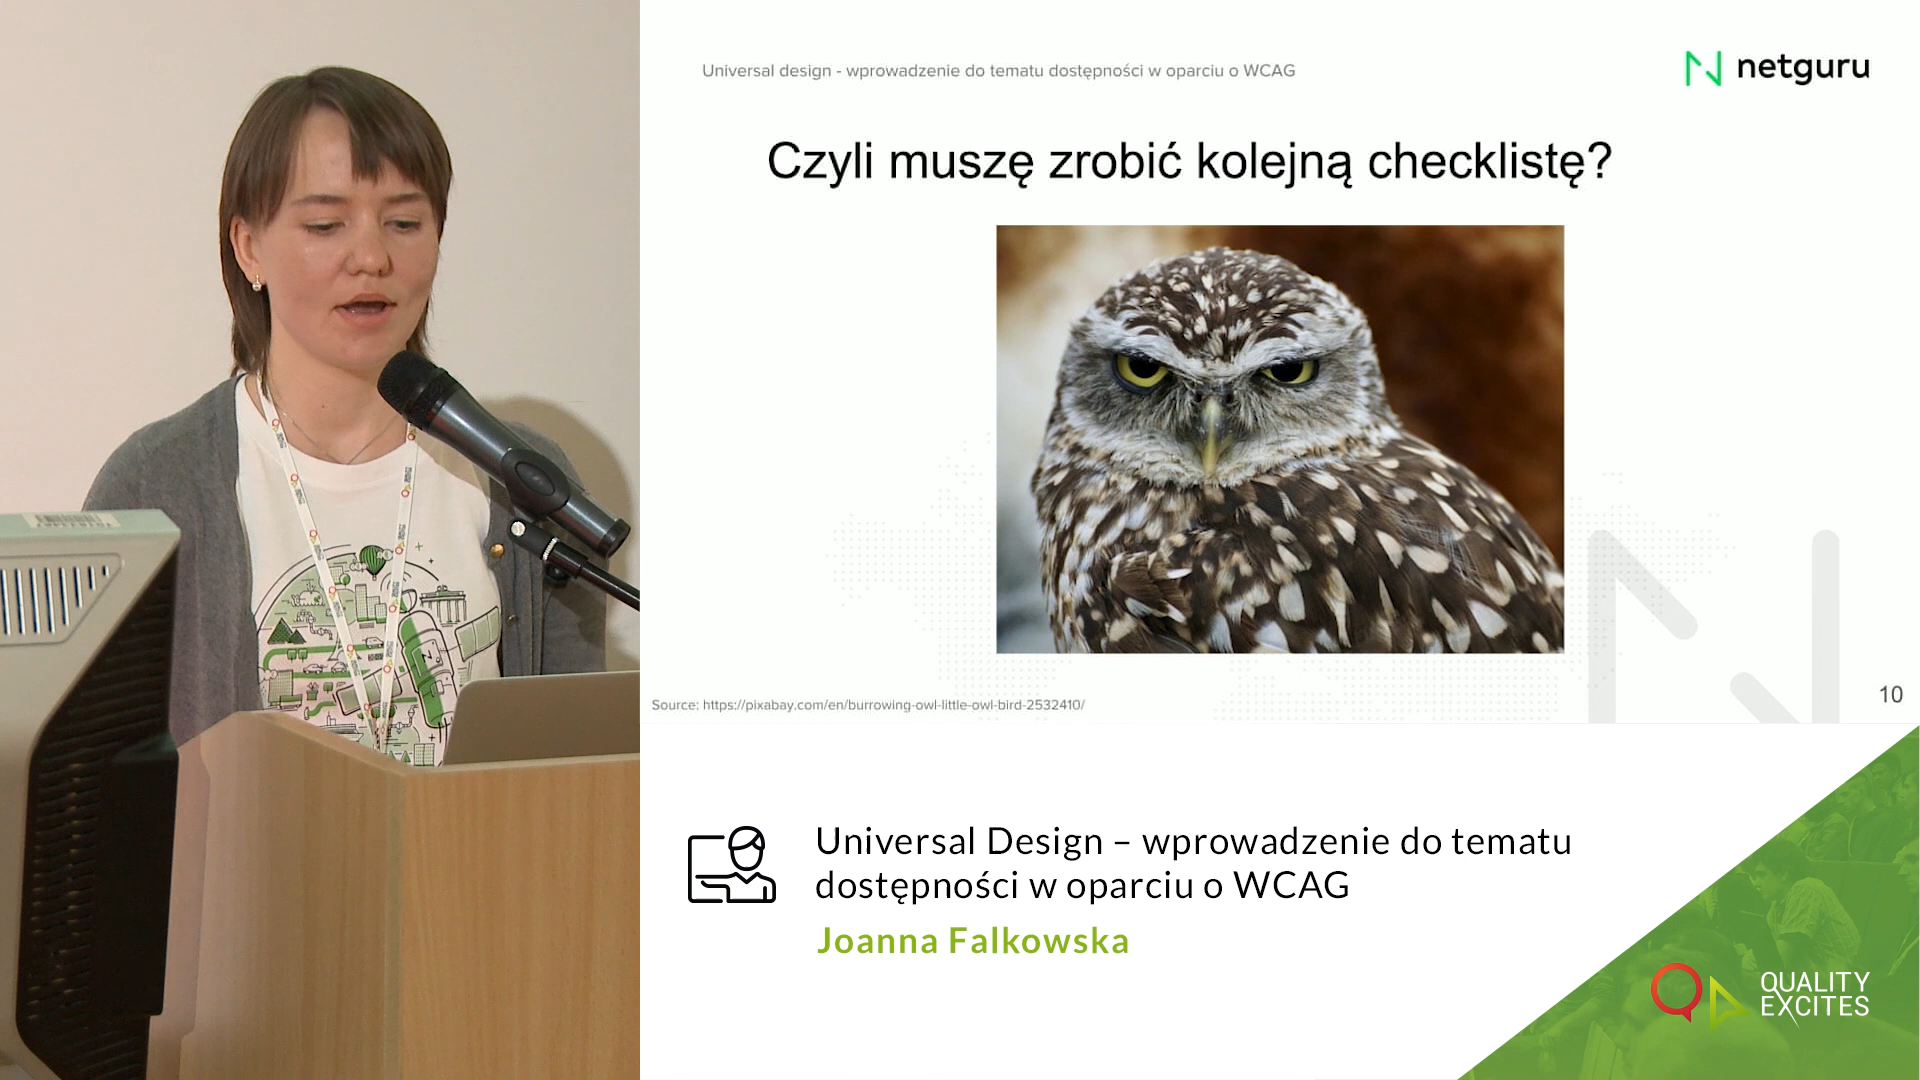 Universal design - wprowadzenie do tematu dostępności w oparciu o WCAG
netguru
Czyli muszę zrobić kolejną checklistę?
Source: https://pixabay.com/en/burrowing-owl-little-owl-bird-2532410/
10
Universal Design – wprowadzenie do tematu
dostępności w oparciu o WCAG
Joanna Falkowska
QUALITY
EXCITES